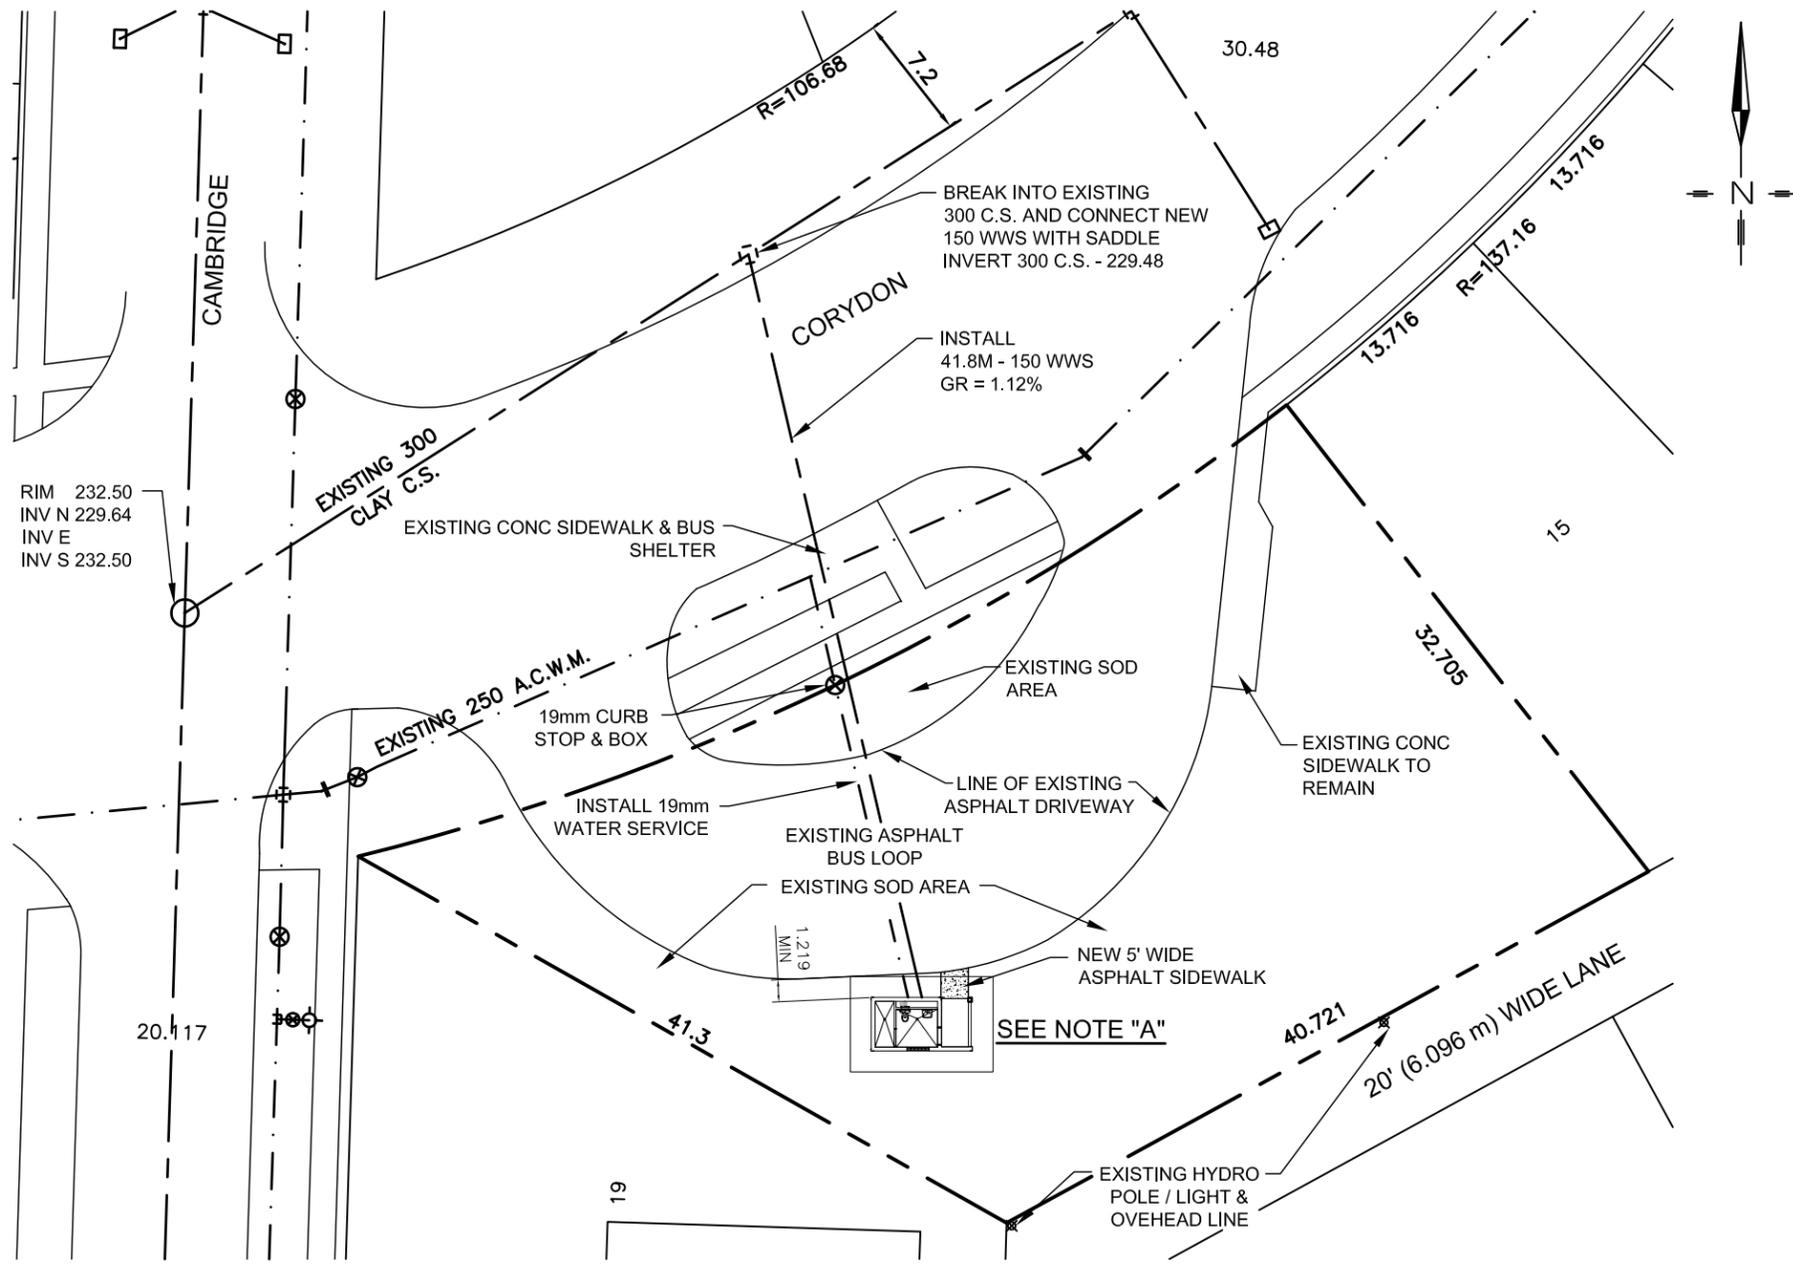 30.48
7.2
R=106.68
CAMBRIDGE
BREAK INTO EXISTING
300 C.S. AND CONNECT NEW
150 WWS WITH SADDLE
INVERT 300 C.S. - 229.48
N
13.716
R=137.16
13.716
CORYDON
INSTALL
41.8M - 150 WWS
GR = 1.12%
EXISTING 300
CLAY C.S.
RIM 232.50
INV N 229.64
INV E
INV S 232.50
EXISTING CONC SIDEWALK & BUS
SHELTER
15
32.705
EXISTING SOD
AREA
EXISTING 250 A.C.W.M.
19mm CURB
STOP & BOX
EXISTING CONC
SIDEWALK TO
REMAIN
LINE OF EXISTING
ASPHALT DRIVEWAY
INSTALL 19mm
WATER SERVICE
EXISTING ASPHALT
BUS LOOP
EXISTING SOD AREA
1.219
MIN
NEW 5' WIDE
ASPHALT SIDEWALK
SEE NOTE "A"
20.117
41.3
40.721
20' (6.096 m) WIDE LANE
EXISTING HYDRO
POLE / LIGHT &
OVEHEAD LINE
19